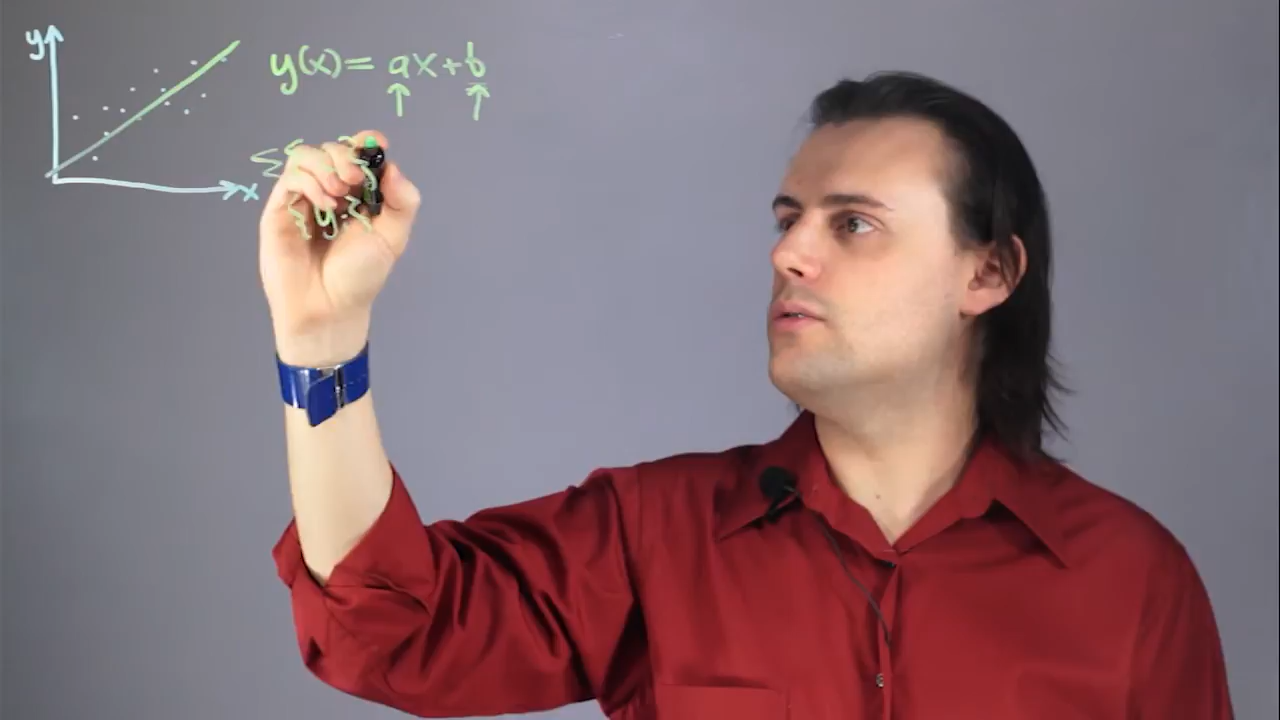 y
y(x) = ax + b
x
{y.}